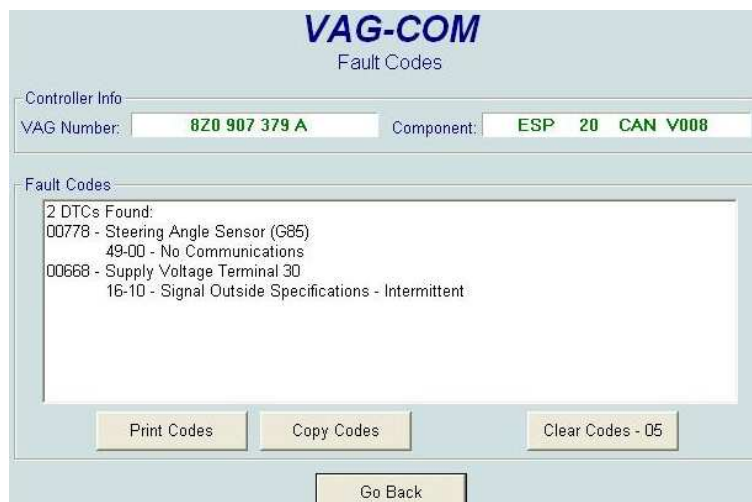 VAG-COM
Fault Codes
Controller Info
VAG Number: 8Z0 907 379 A Component: ESP 20 CAN V008
Fault Codes
2 DTCs Found:
00778 - Steering Angle Sensor (G85)
49-00 - No Communications
00668 - Supply Voltage Terminal 30
16-10 - Signal Outside Specifications - Intermittent
Print Codes Copy Codes Clear Codes - 05
Go Back